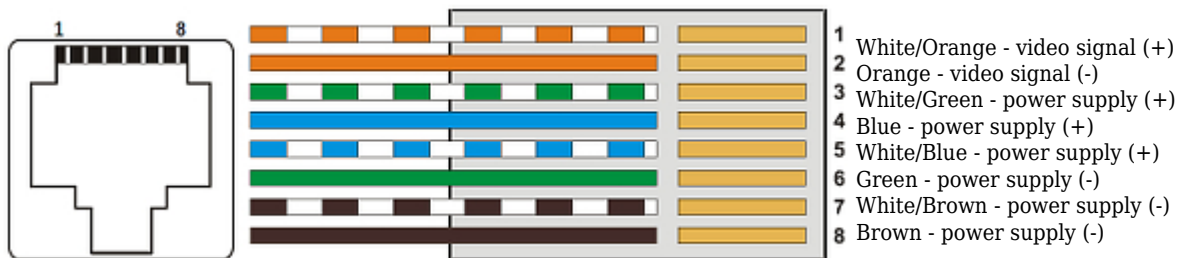 1 8
1 White/Orange - video signal (+)
2 Orange - video signal (-)
3 White/Green - power supply (+)
4 Blue - power supply (+)
5 White/Blue - power supply (+)
6 Green - power supply (-)
7 White/Brown - power supply (-)
8 Brown - power supply (-)